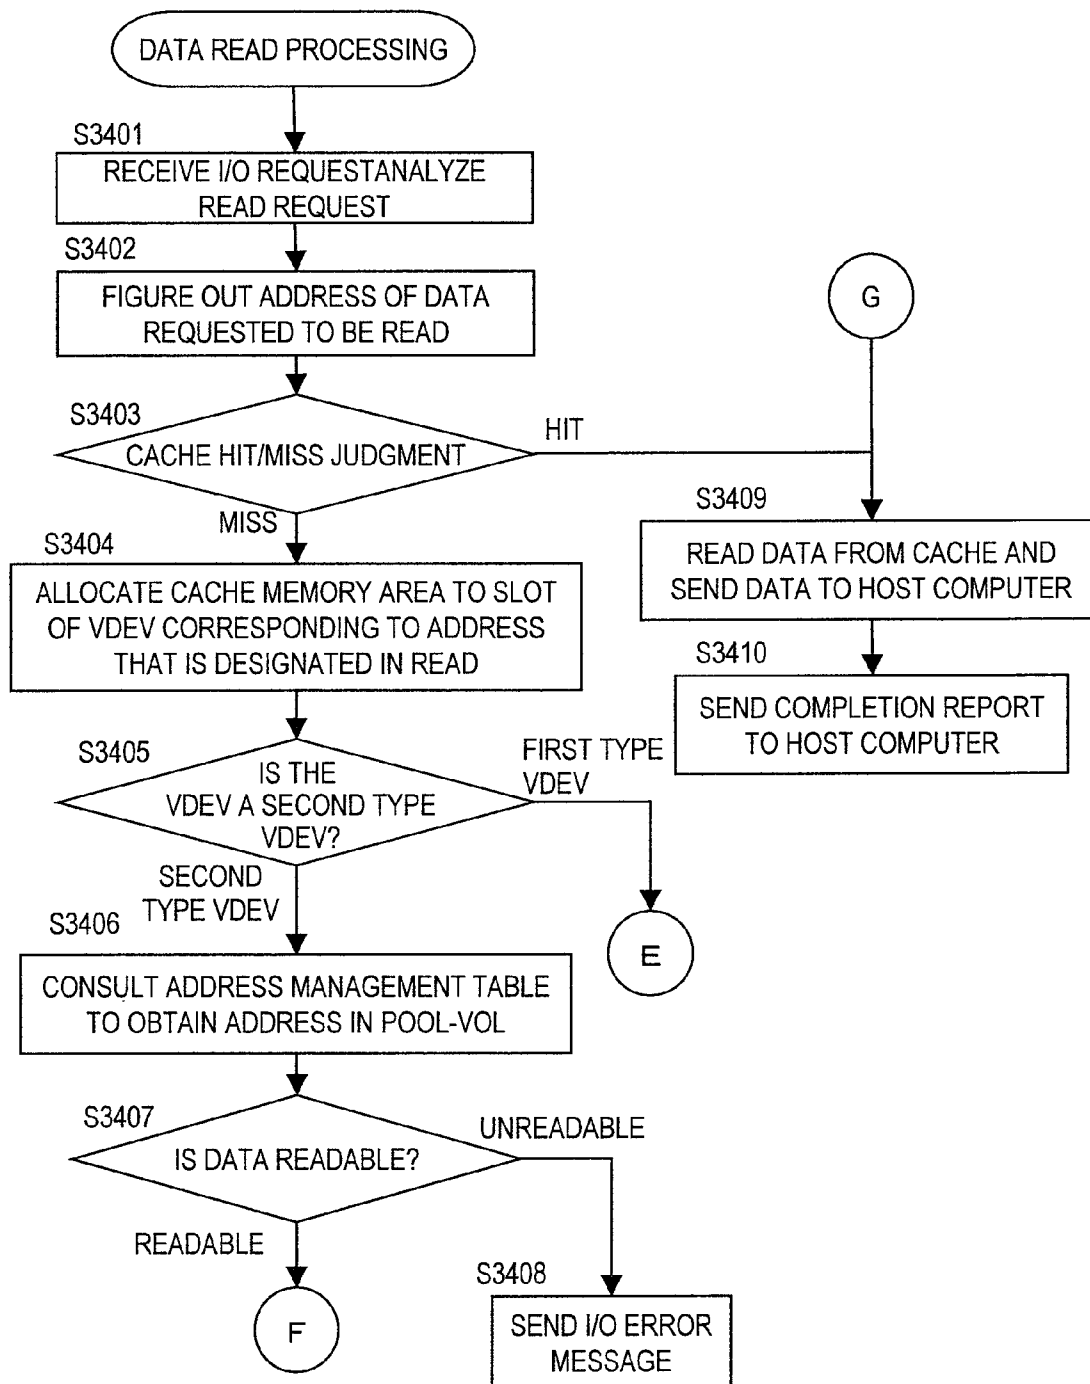 DATA READ PROCESSING
S3401
RECEIVE I/O REQUESTANALYZE
READ REQUEST
S3402
FIGURE OUT ADDRESS OF DATA
REQUESTED TO BE READ
G
S3403
CACHE HIT/MISS JUDGMENT
HIT
MISS
S3409
READ DATA FROM CACHE AND
SEND DATA TO HOST COMPUTER
S3404
ALLOCATE CACHE MEMORY AREA TO SLOT
OF VDEV CORRESPONDING TO ADDRESS
THAT IS DESIGNATED IN READ
S3410
SEND COMPLETION REPORT
TO HOST COMPUTER
S3405
IS THE
VDEV A SECOND TYPE
VDEV?
FIRST TYPE
VDEV
SECOND
TYPE VDEV
E
S3406
CONSULT ADDRESS MANAGEMENT TABLE
TO OBTAIN ADDRESS IN POOL-VOL
S3407
IS DATA READABLE?
UNREADABLE
READABLE
F
S3408
SEND I/O ERROR
MESSAGE